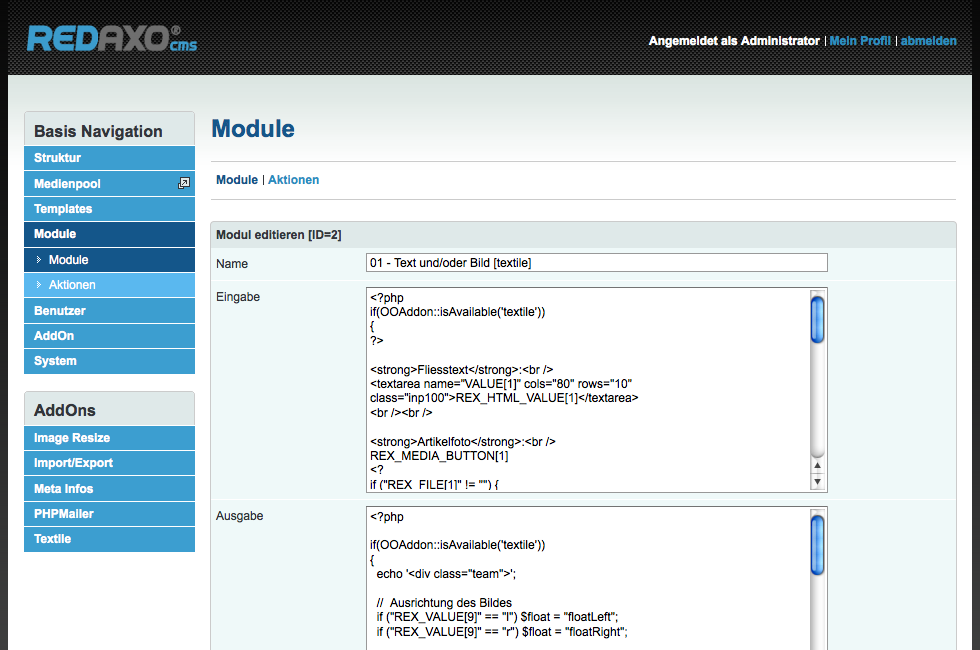 REDAXO® cms
Angemeldet als Administrator | Mein Profil | abmelden
Basis Navigation
Struktur
Medienpool
Templates
Module
Module
Aktionen
Benutzer
AddOn
System
AddOns
Image Resize
Import/Export
Meta Infos
PHPMailer
Textile
Module
Module | Aktionen
Modul editieren [ID=2]
Name
01 - Text und/oder Bild [textile]
Eingabe
<?php
if(OOAddon::isAvailable('textile'))
{
?>
<strong>Fliesstext</strong>:<br />
<textarea name="VALUE[1]" cols="80" rows="10"
class="inp100">REX_HTML_VALUE[1]</textarea>
<br /><br />
<strong>Artikelfoto</strong>:<br />
REX_MEDIA_BUTTON[1]
<?
if ("REX_FILE[1]" != "") {
Ausgabe
<?php
if(OOAddon::isAvailable('textile'))
{
echo '<div class="team">';
//  Ausrichtung des Bildes
if ("REX_VALUE[9]" == "l") $float = "floatLeft";
if ("REX_VALUE[9]" == "r") $float = "floatRight";